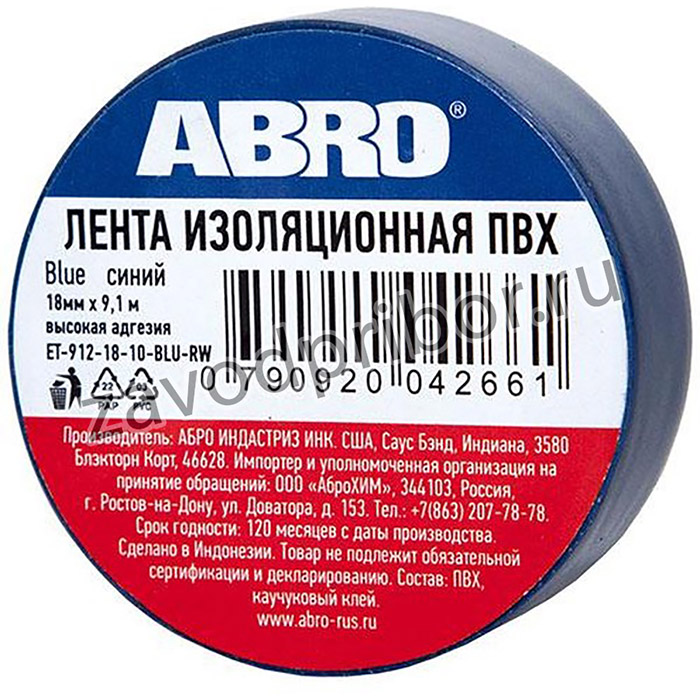 ABRO®
ЛЕНТА ИЗОЛЯЦИОННАЯ ПВХ
Blue синий
18мм х 9,1 м
высокая адгезия
ET-912-18-10-BLU-RW
0 790920 042661
22 PAP
03 PVC
Производитель: АБРО ИНДАСТРИЗ ИНК. США, Саус Бэнд, Индиана, 3580
Блэкторн Корт, 46628. Импортер и уполномоченная организация на
принятие обращений: ООО «АброХИМ», 344103, Россия,
г. Ростов-на-Дону, ул. Доватора, д. 153. Тел.: +7(863) 207-78-78.
Срок годности: 120 месяцев с даты производства.
Сделано в Индонезии. Товар не подлежит обязательной
сертификации и декларированию. Состав: ПВХ,
каучуковый клей.
www.abro-rus.ru
zavodpribor.ru